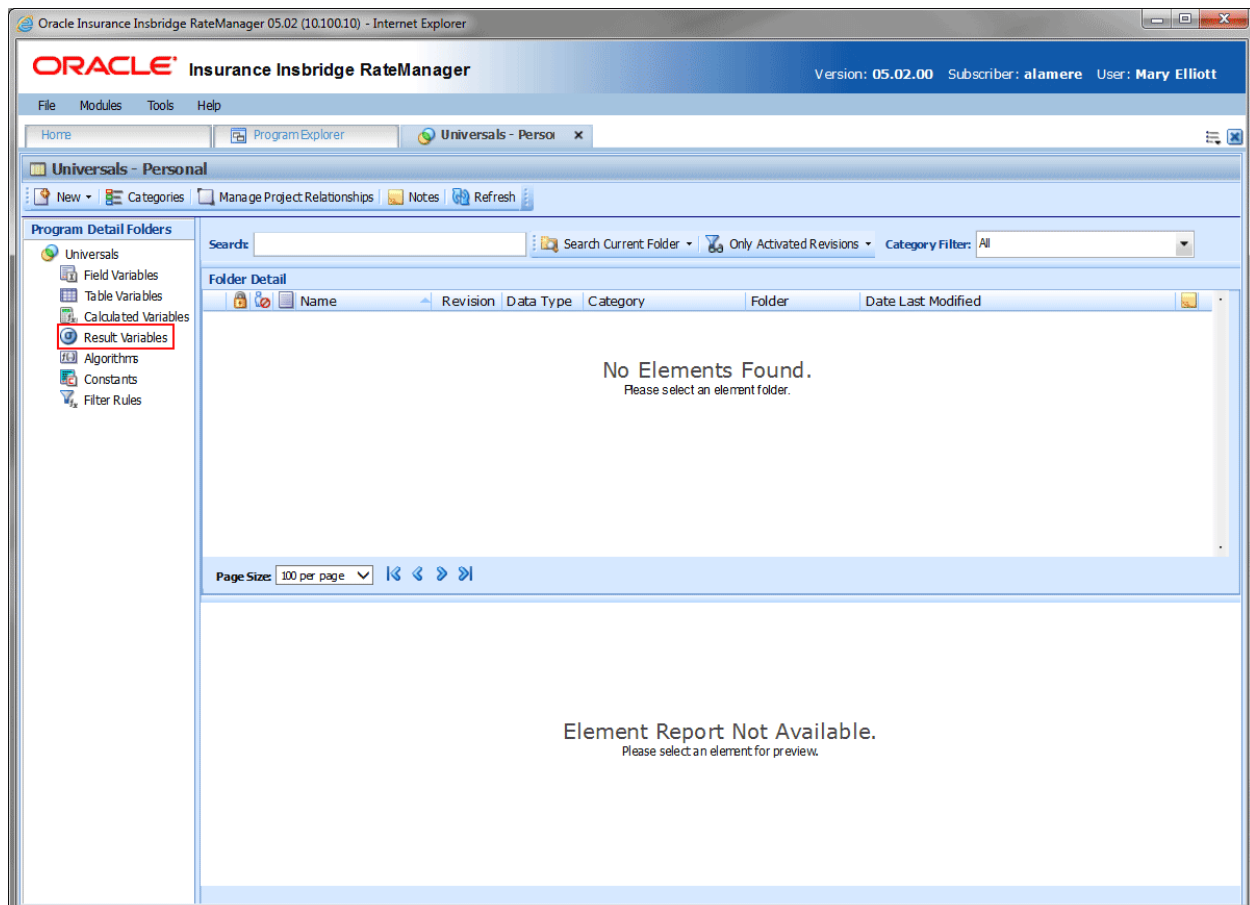 Oracle Insurance Insbridge RateManager 05.02 (10.100.10) - Internet Explorer
ORACLE Insurance Insbridge RateManager
Version: 05.02.00 Subscriber: alamere User: Mary Elliott
File Modules Tools Help
Home Program Explorer Universals - Person
Universals - Personal
New Categories Manage Project Relationships Notes Refresh
Program Detail Folders
Universals
Field Variables
Table Variables
Calculated Variables
Result Variables
Algorithms
Constants
Filter Rules
Search: Search Current Folder Only Activated Revisions Category Filter: All
Folder Detail
Name Revision Data Type Category Folder Date Last Modified
No Elements Found.
Please select an element folder.
Page Size: 100 per page
Element Report Not Available.
Please select an element for preview.